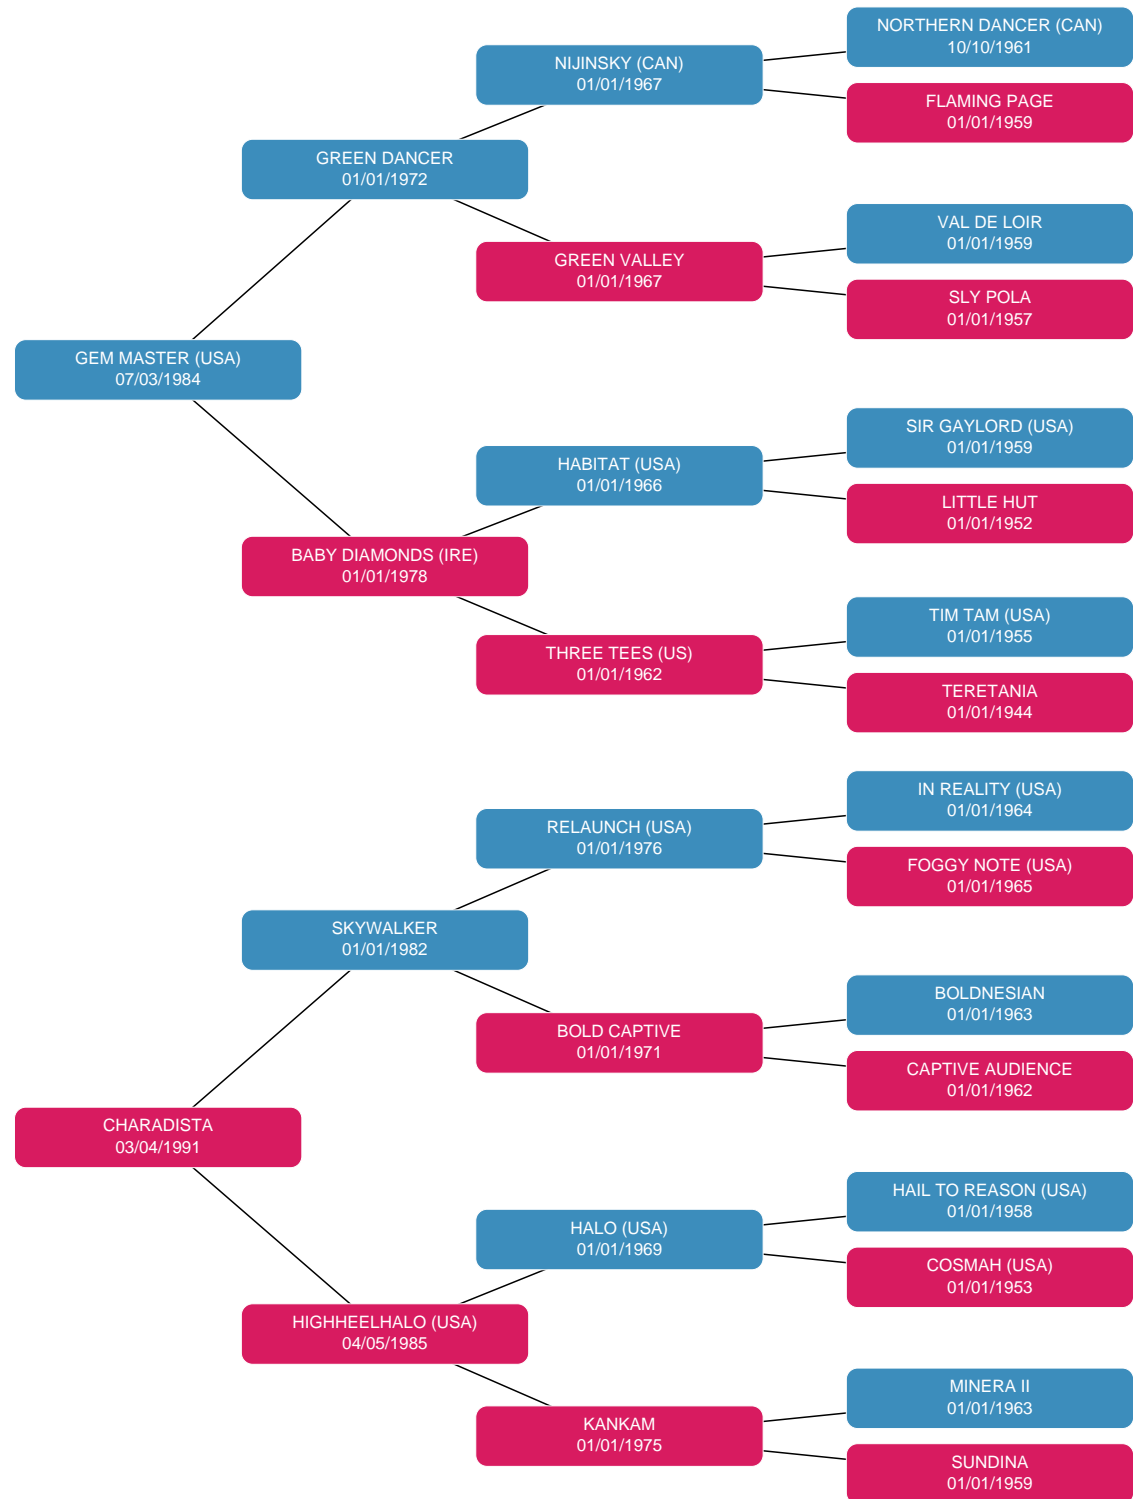 NORTHERN DANCER (CAN)
10/10/1961
NIJINSKY (CAN)
01/01/1967
FLAMING PAGE
01/01/1959
GREEN DANCER
01/01/1972
VAL DE LOIR
01/01/1959
GREEN VALLEY
01/01/1967
SLY POLA
01/01/1957
GEM MASTER (USA)
07/03/1984
SIR GAYLORD (USA)
01/01/1959
HABITAT (USA)
01/01/1966
LITTLE HUT
01/01/1952
BABY DIAMONDS (IRE)
01/01/1978
TIM TAM (USA)
01/01/1955
THREE TEES (US)
01/01/1962
TERETANIA
01/01/1944
IN REALITY (USA)
01/01/1964
RELAUNCH (USA)
01/01/1976
FOGGY NOTE (USA)
01/01/1965
SKYWALKER
01/01/1982
BOLDNESIAN
01/01/1963
BOLD CAPTIVE
01/01/1971
CAPTIVE AUDIENCE
01/01/1962
CHARADISTA
03/04/1991
HAIL TO REASON (USA)
01/01/1958
HALO (USA)
01/01/1969
COSMAH (USA)
01/01/1953
HIGHHEELHALO (USA)
04/05/1985
MINERA II
01/01/1963
KANKAM
01/01/1975
SUNDINA
01/01/1959